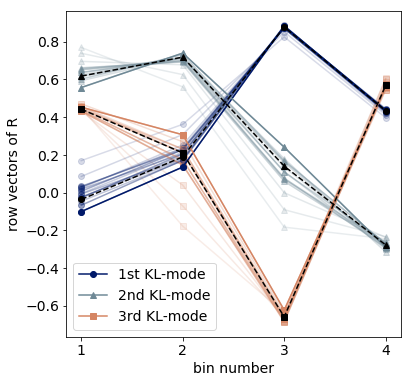 0.8
0.6
0.4
0.2
0.0
−0.2
−0.4
−0.6
row vectors of R
1st KL-mode
2nd KL-mode
3rd KL-mode
1 2 3 4
bin number